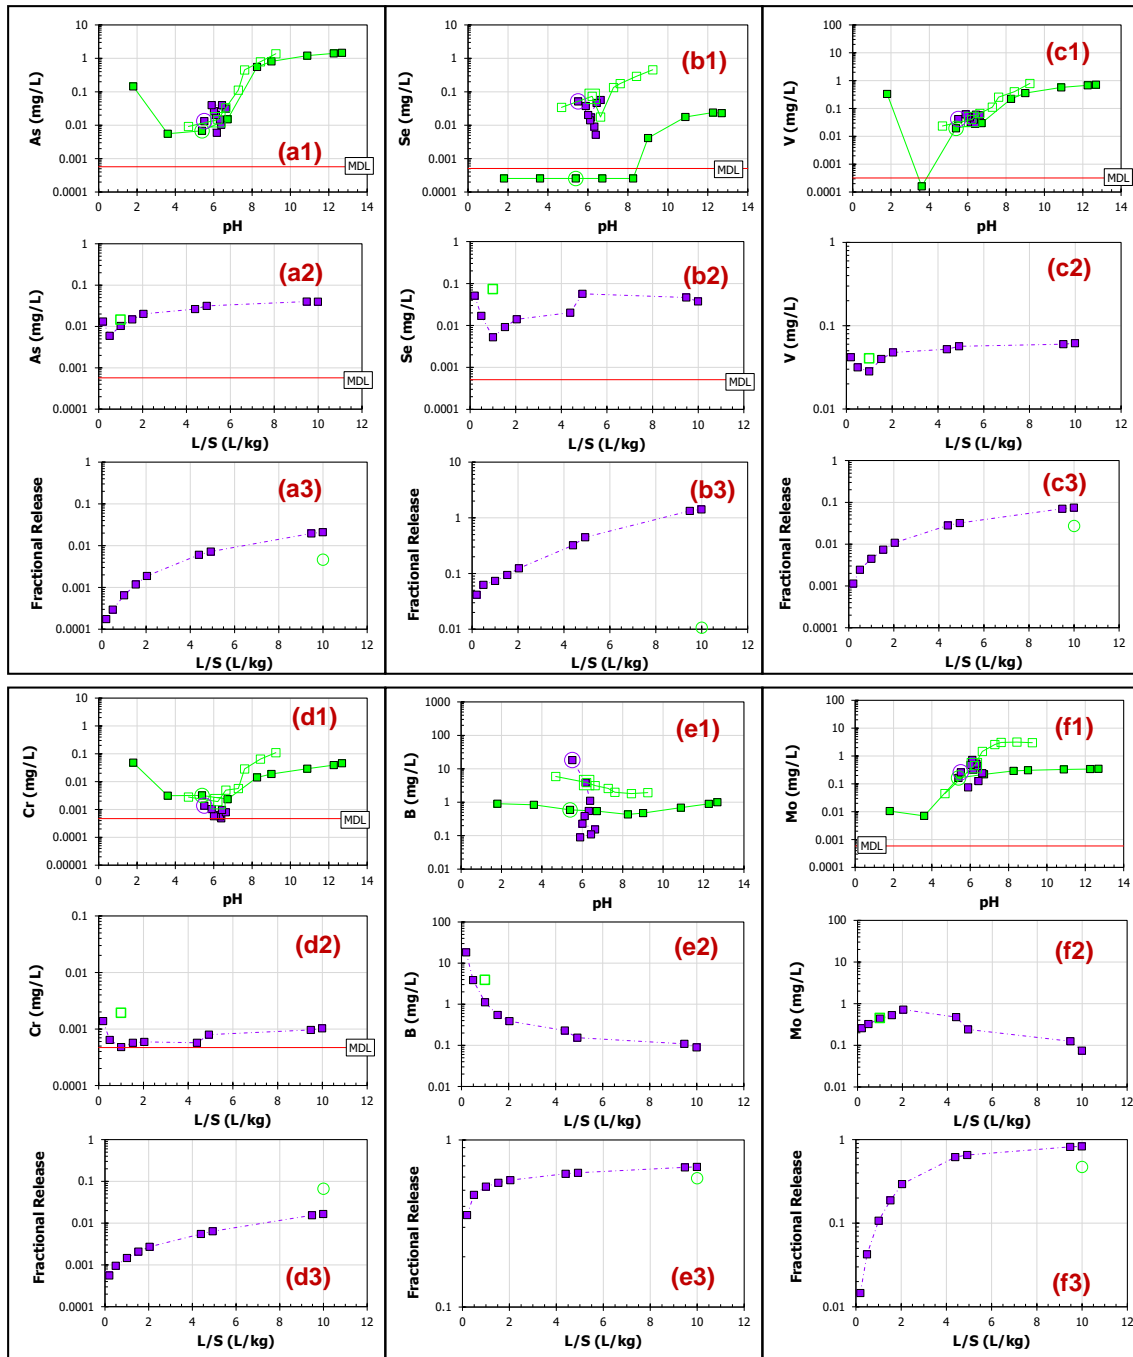 As (mg/L)
10
1
0.1
0.01
0.001
0.0001
(a1)
MDL
0 2 4 6 8 10 12 14
pH
Se (mg/L)
10
1
0.1
0.01
0.001
0.0001
(b1)
MDL
0 2 4 6 8 10 12 14
pH
V (mg/L)
100
10
1
0.1
0.01
0.001
0.0001
(c1)
MDL
0 2 4 6 8 10 12 14
pH
As (mg/L)
1
0.1
0.01
0.001
0.0001
(a2)
MDL
0 2 4 6 8 10 12
L/S (L/kg)
Se (mg/L)
1
0.1
0.01
0.001
0.0001
(b2)
MDL
0 2 4 6 8 10 12
L/S (L/kg)
V (mg/L)
1
0.1
0.01
(c2)
0 2 4 6 8 10 12
L/S (L/kg)
Fractional Release
1
0.1
0.01
0.001
0.0001
(a3)
0 2 4 6 8 10 12
L/S (L/kg)
Fractional Release
10
1
0.1
0.01
(b3)
0 2 4 6 8 10 12
L/S (L/kg)
Fractional Release
1
0.1
0.01
0.001
0.0001
(c3)
0 2 4 6 8 10 12
L/S (L/kg)
Cr (mg/L)
10
1
0.1
0.01
0.001
0.0001
0.00001
(d1)
MDL
0 2 4 6 8 10 12 14
pH
B (mg/L)
1000
100
10
1
0.1
0.01
(e1)
0 2 4 6 8 10 12 14
pH
Mo (mg/L)
100
10
1
0.1
0.01
0.001
0.0001
(f1)
MDL
0 2 4 6 8 10 12 14
pH
Cr (mg/L)
0.1
0.01
0.001
0.0001
(d2)
MDL
0 2 4 6 8 10 12
L/S (L/kg)
B (mg/L)
100
10
1
0.1
0.01
(e2)
0 2 4 6 8 10 12
L/S (L/kg)
Mo (mg/L)
100
10
1
0.1
0.01
(f2)
0 2 4 6 8 10 12
L/S (L/kg)
Fractional Release
1
0.1
0.01
0.001
0.0001
(d3)
0 2 4 6 8 10 12
L/S (L/kg)
Fractional Release
1
0.1
(e3)
0 2 4 6 8 10 12
L/S (L/kg)
Fractional Release
1
0.1
0.01
(f3)
0 2 4 6 8 10 12
L/S (L/kg)